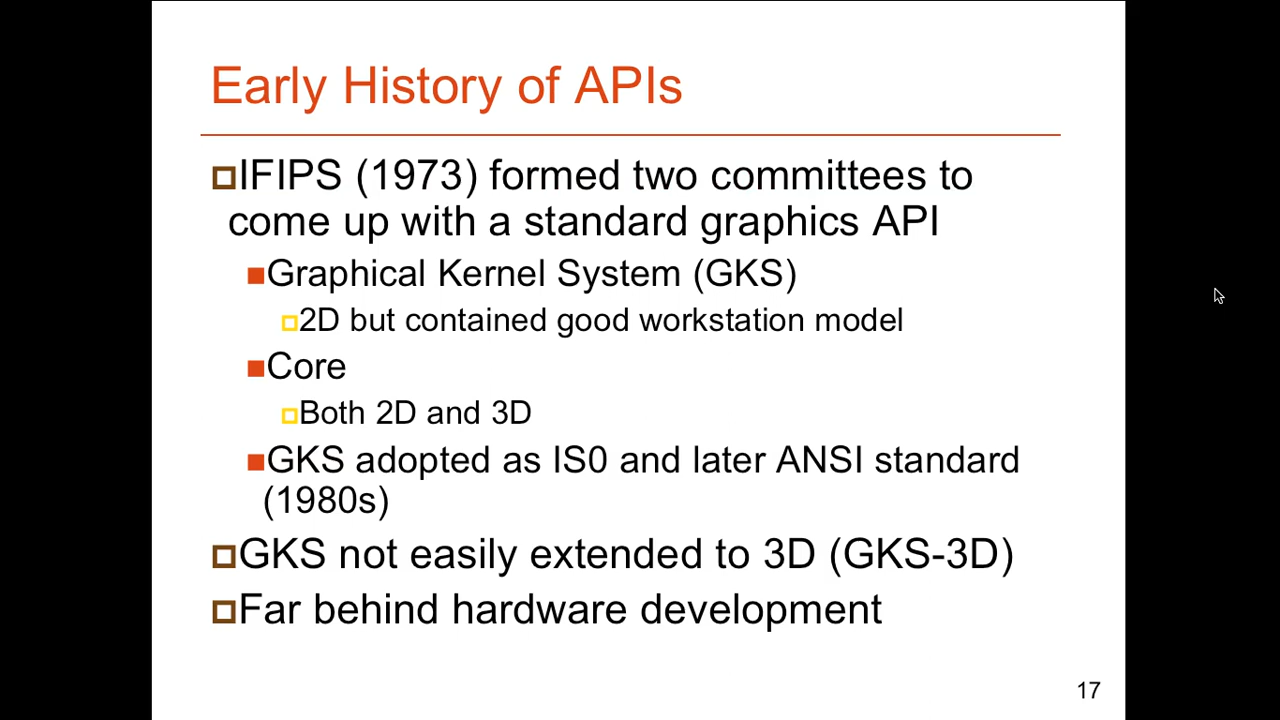 Early History of APIs
IFIPS (1973) formed two committees to
come up with a standard graphics API
Graphical Kernel System (GKS)
2D but contained good workstation model
Core
Both 2D and 3D
GKS adopted as IS0 and later ANSI standard
(1980s)
GKS not easily extended to 3D (GKS-3D)
Far behind hardware development
17